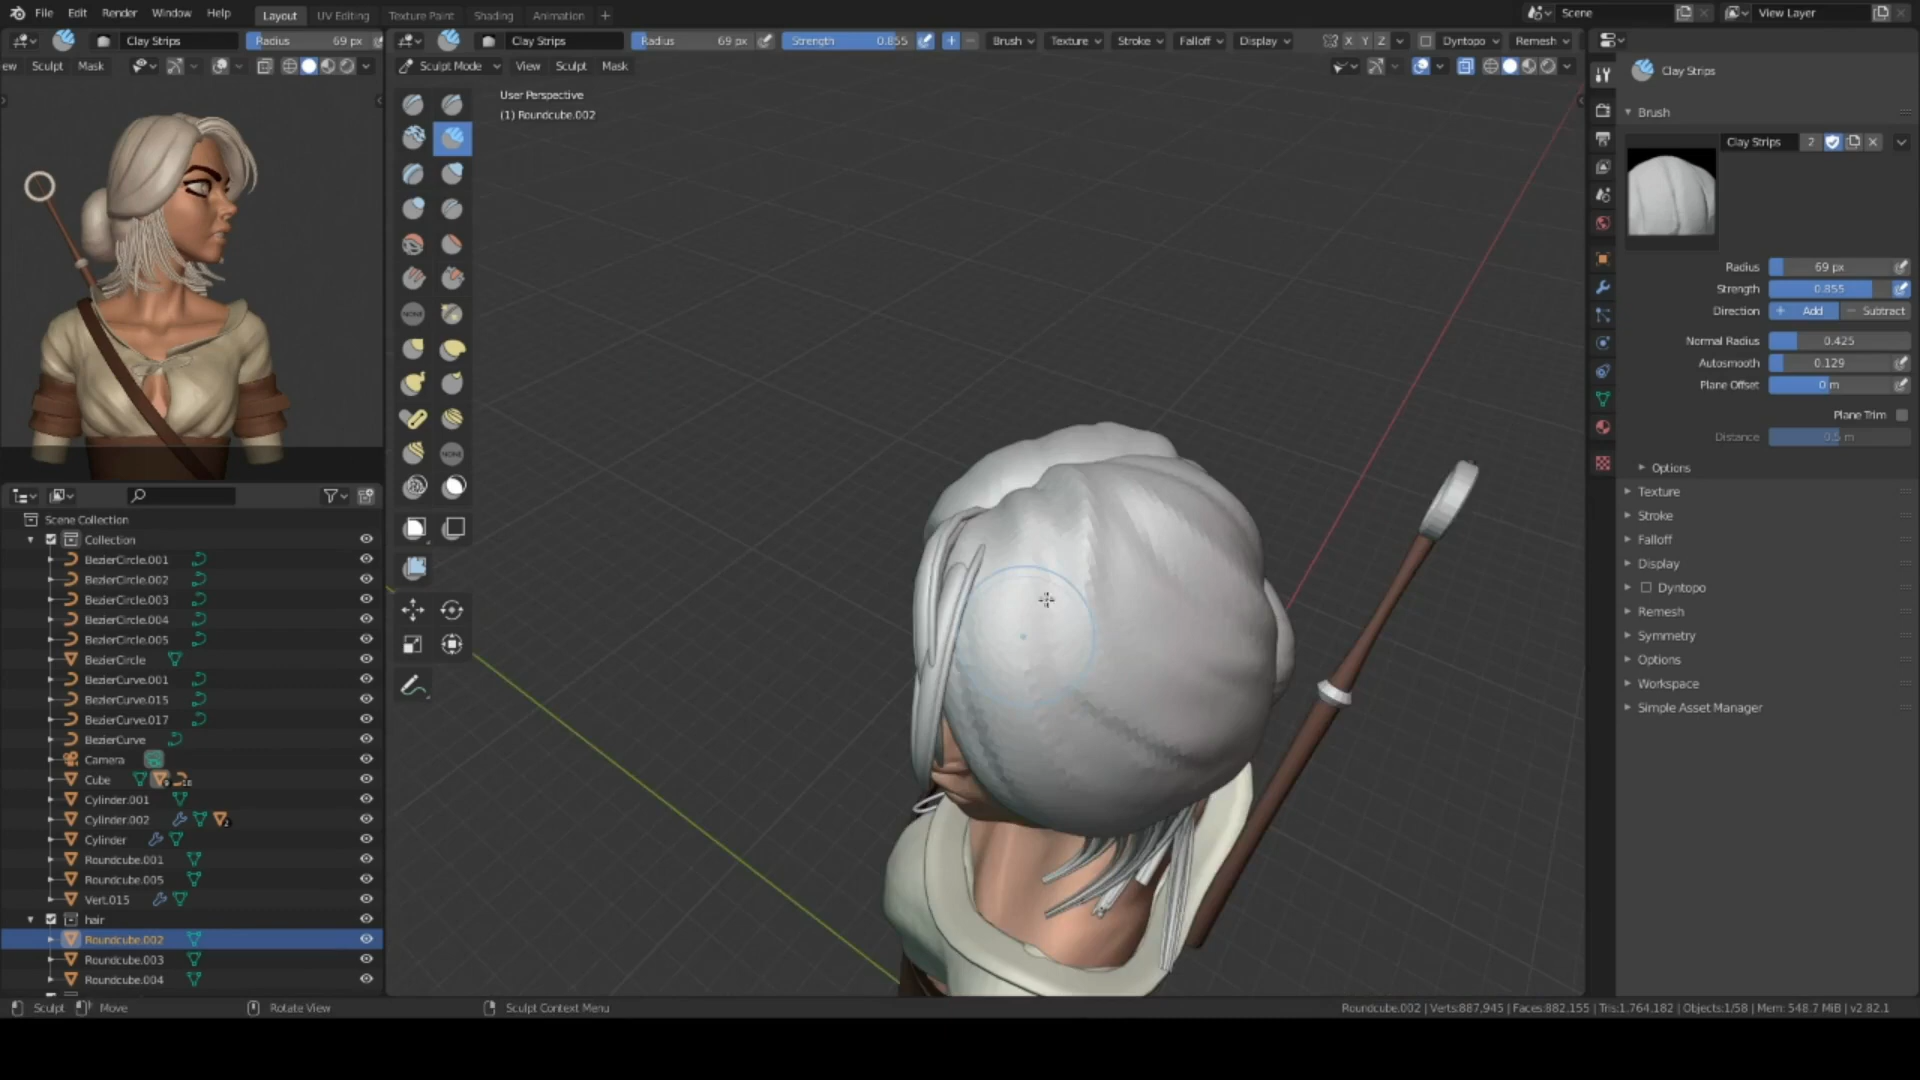 File Edit Render Window Help Layout UV Editing Texture Paint Shading Animation + Scene View Layer
Clay Strips Radius 69 px Clay Strips Radius 69 px Strength 0.855 Brush Texture Stroke Falloff Display X Y Z Dyntopo Remesh
ew Sculpt Mask Sculpt Mode View Sculpt Mask
Clay Strips
User Perspective
(1) Roundcube.002
Brush
Clay Strips 2
Radius 69 px
Strength 0.855
Direction + Add - Subtract
Normal Radius 0.425
Autosmooth 0.129
Plane Offset 0 m
Plane Trim
Distance 0.5 m
Options
Texture
Stroke
Falloff
Display
Dyntopo
Remesh
Symmetry
Options
Workspace
Simple Asset Manager
NONE
NONE
Scene Collection
Collection
BezierCircle.001
BezierCircle.002
BezierCircle.003
BezierCircle.004
BezierCircle.005
BezierCircle
BezierCurve.001
BezierCurve.015
BezierCurve.017
BezierCurve
Camera
Cube
Cylinder.001
Cylinder.002 2
Cylinder
Roundcube.001
Roundcube.005
Vert.015
hair
Roundcube.002
Roundcube.003
Roundcube.004
Sculpt Move Rotate View Sculpt Context Menu Roundcube.002 | Verts:887,945 | Faces:882,155 | Tris:1,764,182 | Objects:1/58 | Mem: 548.7 MiB | v2.82.1